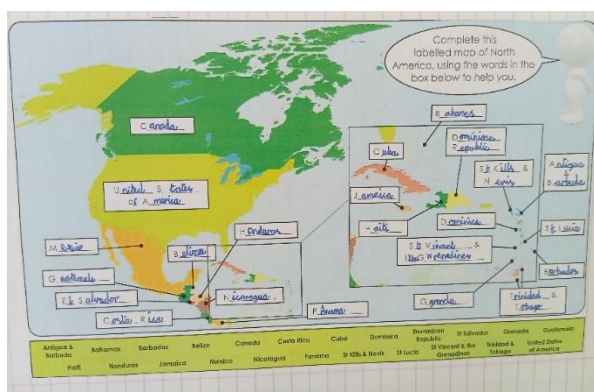 Complete this
labelled map of North
America, using the words in the
box below to help you.
Canada
United States
of America
Mexico
Guatemala
El Salvador
Costa Rica
Belize
Honduras
Nicaragua
Panama
Bahamas
Dominican
Republic
Cuba
Jamaica
Haiti
St Kitts &
Nevis
Antigua
&
Barbuda
Dominica
St Lucia
St Vincent &
the Grenadines
Barbados
Grenada
Trinidad &
Tobago
Antigua & Barbuda Bahamas Barbados Belize Canada Costa Rica Cuba Dominican Republic El Salvador Grenada Guatemala
Haiti Honduras Jamaica Mexico Nicaragua Panama St Kitts & Nevis St Lucia St Vincent & the Grenadines Trinidad & Tobago United States of America